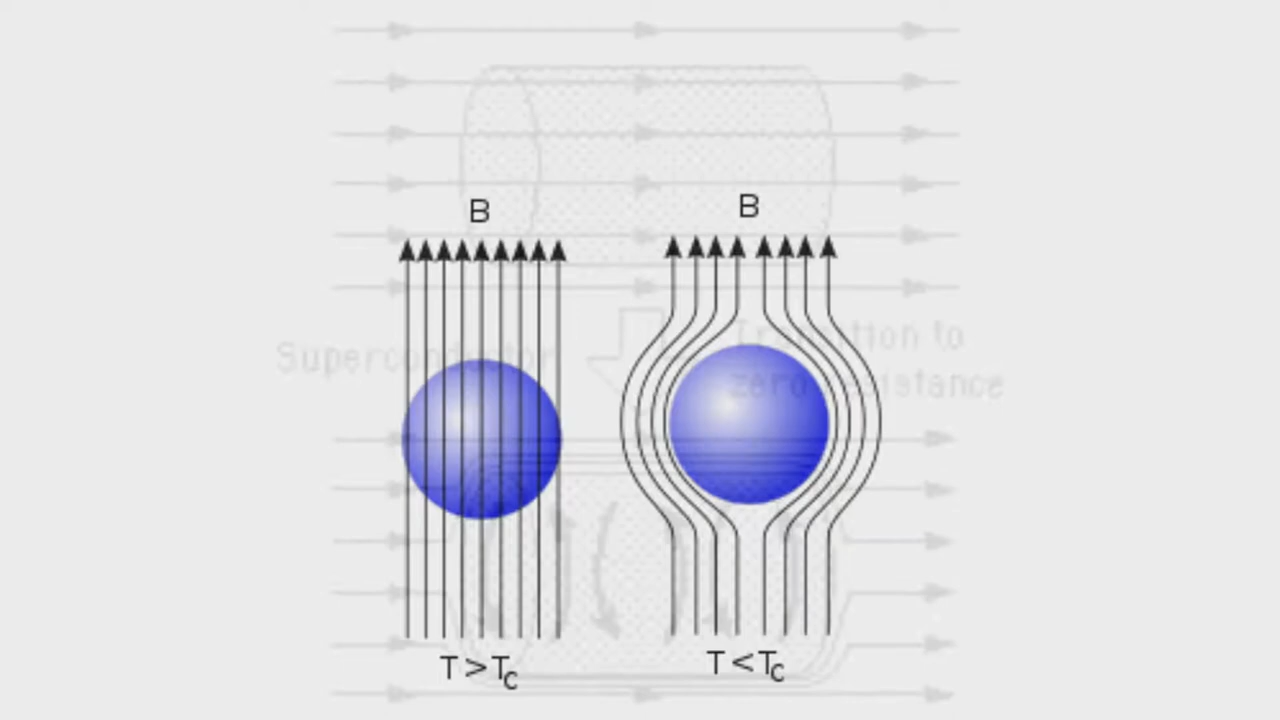 B
B
Superconductor
Transition to
zero resistance
T > Tc
T < Tc